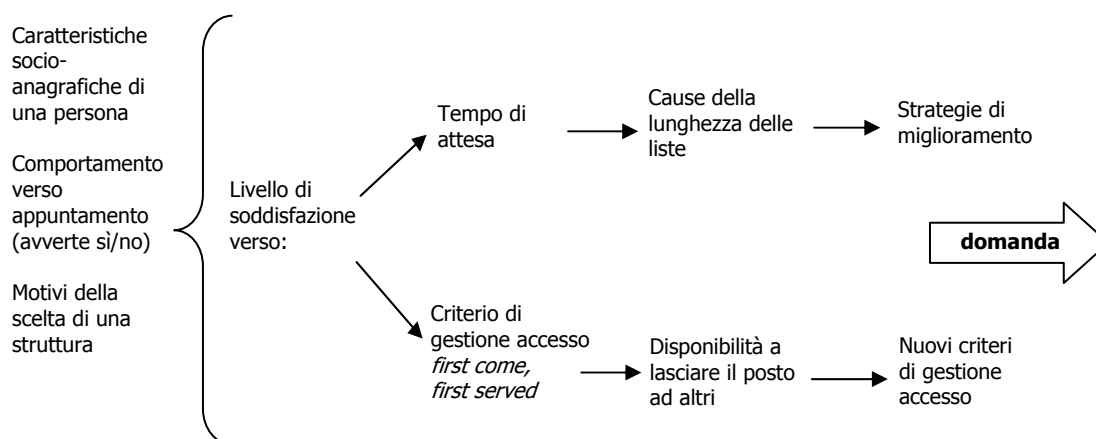 Caratteristiche
socio-
anagrafiche di
una persona
Comportamento
verso
appuntamento
(avverte sì/no)
Motivi della
scelta di una
struttura
Livello di
soddisfazione
verso:
Tempo di
attesa
Cause della
lunghezza delle
liste
Strategie di
miglioramento
domanda
Criterio di
gestione accesso
first come,
first served
Disponibilità a
lasciare il posto
ad altri
Nuovi criteri
di gestione
accesso